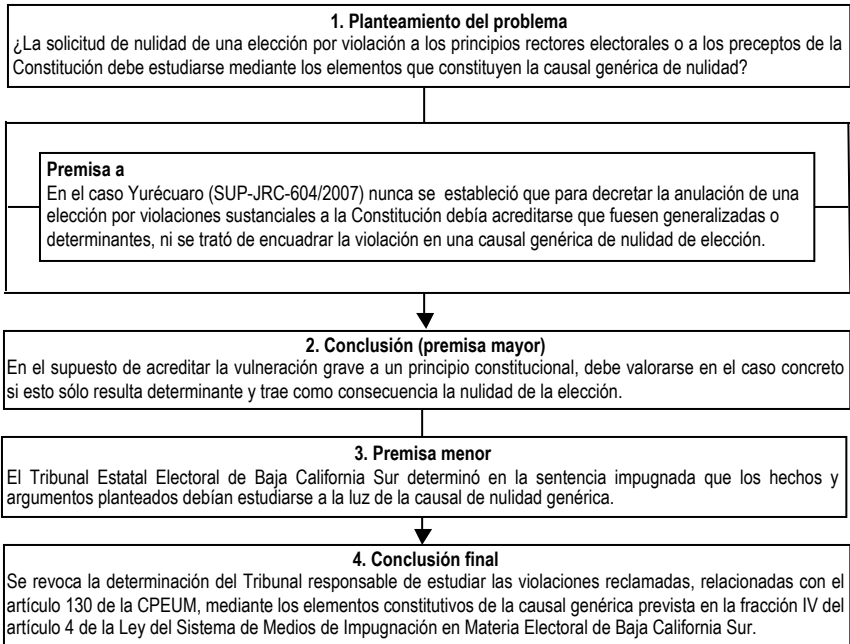 1. Planteamiento del problema
¿La solicitud de nulidad de una elección por violación a los principios rectores electorales o a los preceptos de la
Constitución debe estudiarse mediante los elementos que constituyen la causal genérica de nulidad?
Premisa a
En el caso Yurécuaro (SUP-JRC-604/2007) nunca se estableció que para decretar la anulación de una
elección por violaciones sustanciales a la Constitución debía acreditarse que fuesen generalizadas o
determinantes, ni se trató de encuadrar la violación en una causal genérica de nulidad de elección.
2. Conclusión (premisa mayor)
En el supuesto de acreditar la vulneración grave a un principio constitucional, debe valorarse en el caso concreto
si esto sólo resulta determinante y trae como consecuencia la nulidad de la elección.
3. Premisa menor
El Tribunal Estatal Electoral de Baja California Sur determinó en la sentencia impugnada que los hechos y
argumentos planteados debían estudiarse a la luz de la causal de nulidad genérica.
4. Conclusión final
Se revoca la determinación del Tribunal responsable de estudiar las violaciones reclamadas, relacionadas con el
artículo 130 de la CPEUM, mediante los elementos constitutivos de la causal genérica prevista en la fracción IV del
artículo 4 de la Ley del Sistema de Medios de Impugnación en Materia Electoral de Baja California Sur.